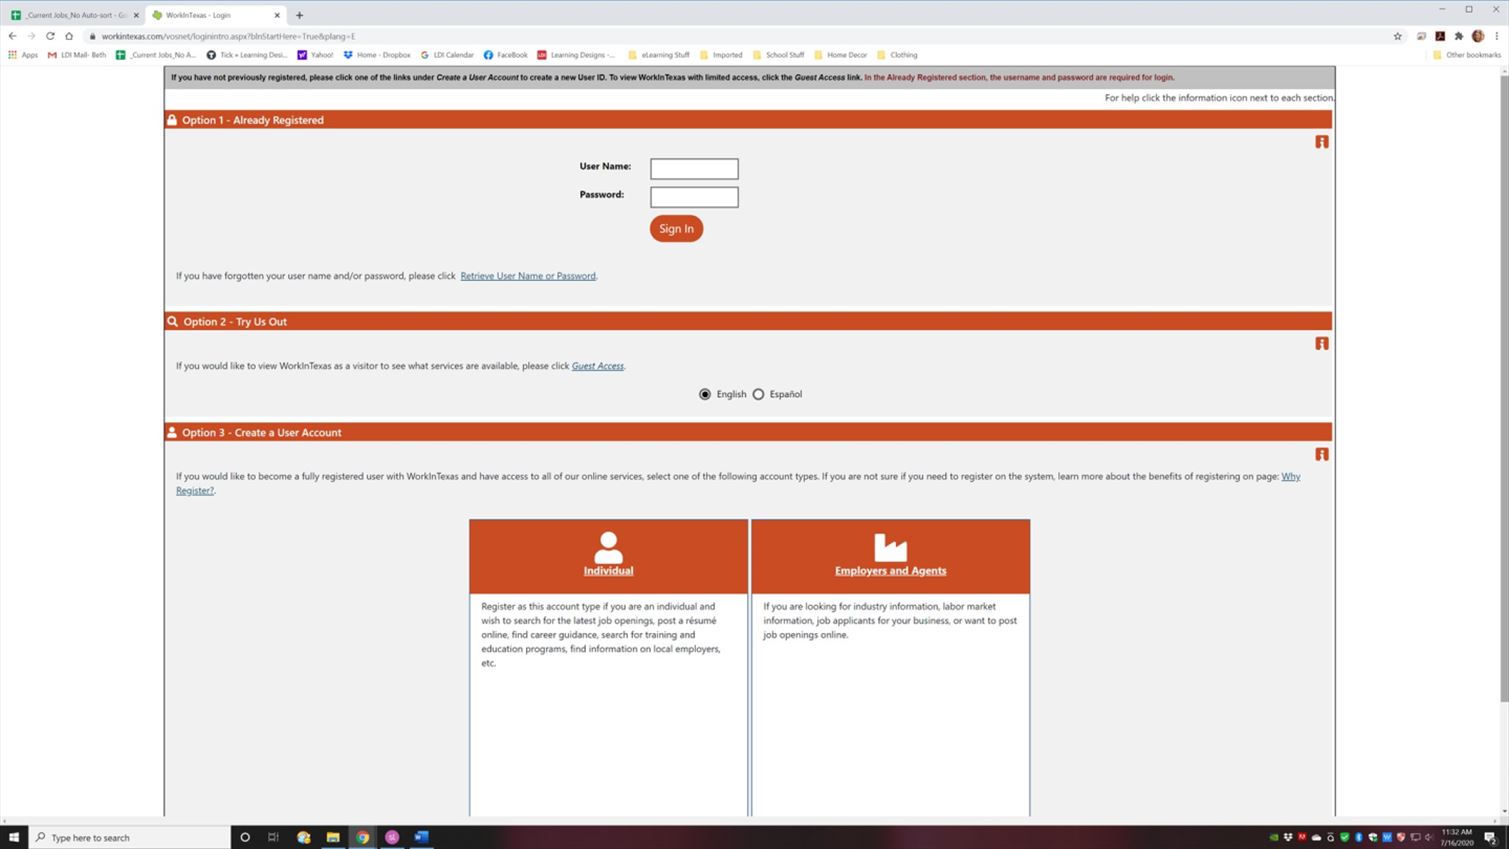 _Current Jobs_No Auto-sort - Go
WorkInTexas - Login
workintexas.com/vosnet/loginintro.aspx?blnStartHere=True&plang=E
Apps
LDI Mail- Beth
_Current Jobs_No A...
Tick + Learning Desi...
Yahoo!
Home - Dropbox
LDI Calendar
FaceBook
Learning Designs -...
eLearning Stuff
Imported
School Stuff
Home Decor
Clothing
Other bookmarks
If you have not previously registered, please click one of the links under Create a User Account to create a new User ID. To view WorkInTexas with limited access, click the Guest Access link. In the Already Registered section, the username and password are required for login.
For help click the information icon next to each section.
Option 1 - Already Registered
User Name:
Password:
Sign In
If you have forgotten your user name and/or password, please click Retrieve User Name or Password.
Option 2 - Try Us Out
If you would like to view WorkInTexas as a visitor to see what services are available, please click Guest Access.
English
Español
Option 3 - Create a User Account
If you would like to become a fully registered user with WorkInTexas and have access to all of our online services, select one of the following account types. If you are not sure if you need to register on the system, learn more about the benefits of registering on page: Why
Register?.
Individual
Register as this account type if you are an individual and
wish to search for the latest job openings, post a résumé
online, find career guidance, search for training and
education programs, find information on local employers,
etc.
Employers and Agents
If you are looking for industry information, labor market
information, job applicants for your business, or want to post
job openings online.
Type here to search
11:32 AM
7/16/2020